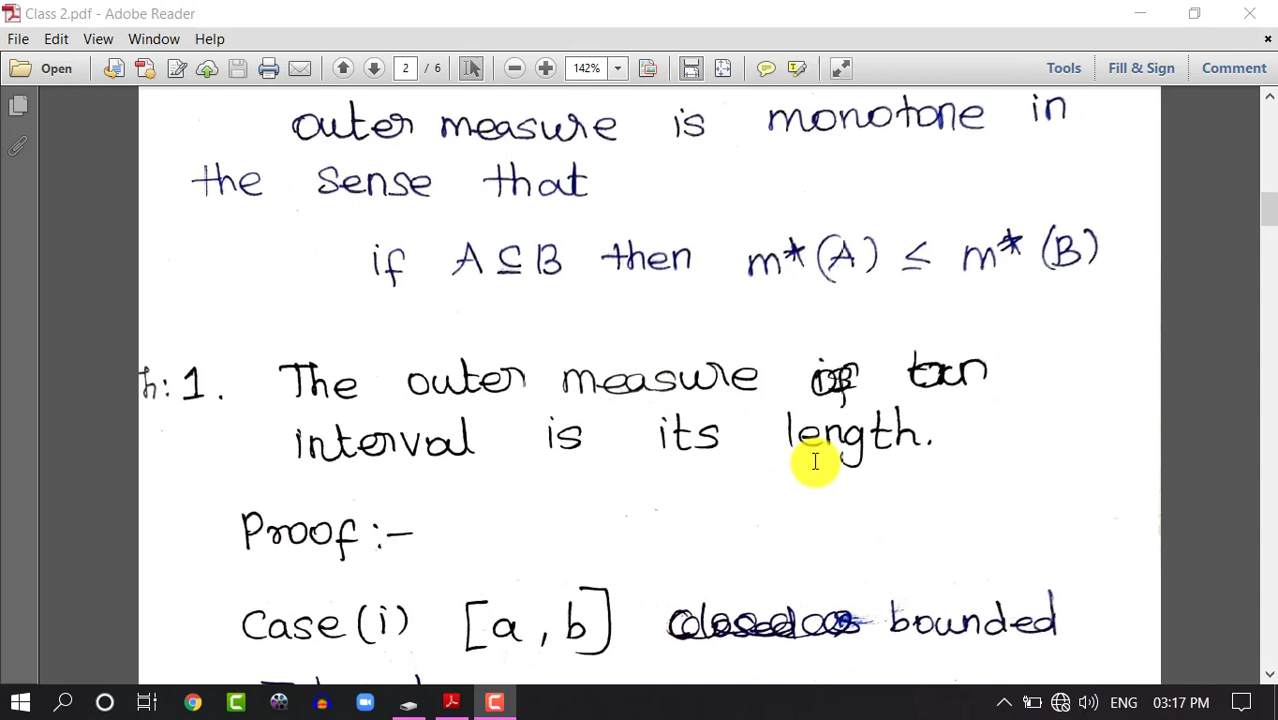 Class 2.pdf - Adobe Reader
File Edit View Window Help
Open 2 / 6 142% Tools Fill & Sign Comment
outer measure is monotone in
the sense that
if A ⊆ B then m* (A) ≤ m* (B)
h: 1. The outer measure of an
interval is its length.
Proof :-
Case (i) [a, b] bounded
ENG 03:17 PM